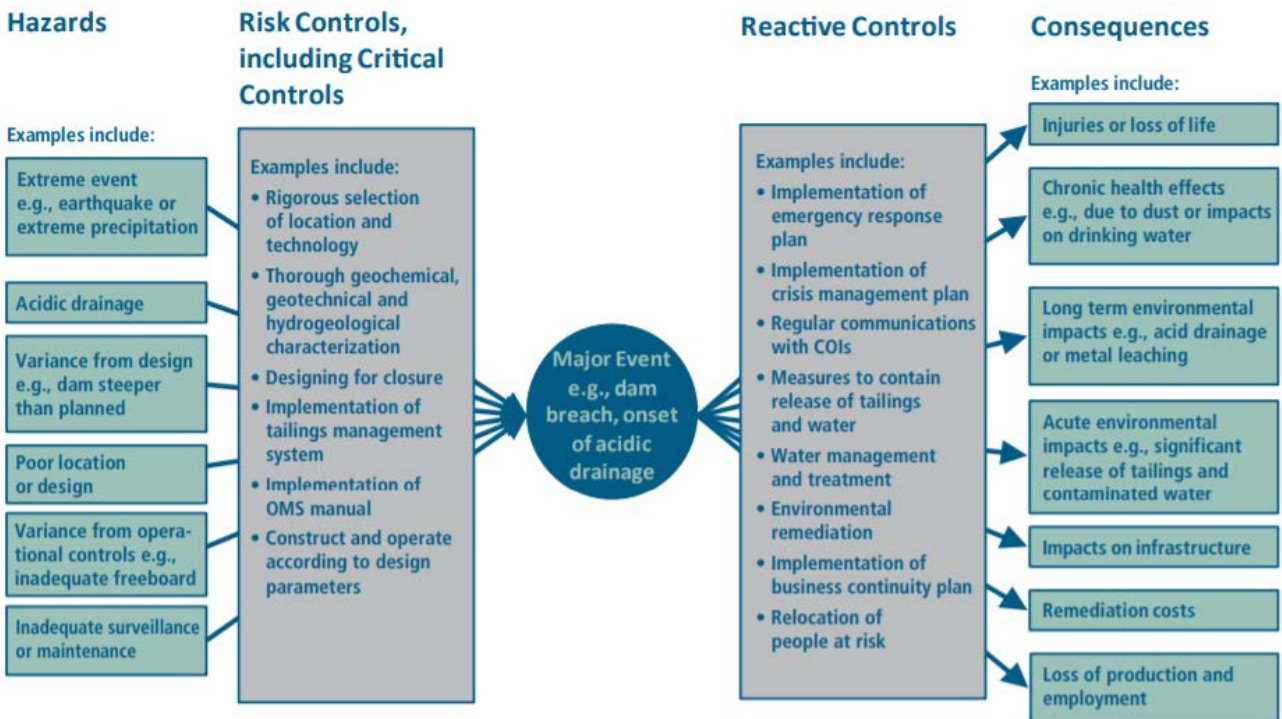 Hazards
Examples include:
Extreme event
e.g., earthquake or
extreme precipitation
Acidic drainage
Variance from design
e.g., dam steeper
than planned
Poor location
or design
Variance from opera-
tional controls e.g.,
inadequate freeboard
Inadequate surveillance
or maintenance
Risk Controls,
including Critical
Controls
Examples include:
• Rigorous selection
of location and
technology
• Thorough geochemical,
geotechnical and
hydrogeological
characterization
• Designing for closure
• Implementation of
tailings management
system
• Implementation of
OMS manual
• Construct and operate
according to design
parameters
Major Event
e.g., dam
breach, onset
of acidic
drainage
Reactive Controls
Examples include:
• Implementation of
emergency response
plan
• Implementation of
crisis management plan
• Regular communications
with COIs
• Measures to contain
release of tailings
and water
• Water management
and treatment
• Environmental
remediation
• Implementation of
business continuity plan
• Relocation of
people at risk
Consequences
Examples include:
Injuries or loss of life
Chronic health effects
e.g., due to dust or impacts
on drinking water
Long term environmental
impacts e.g., acid drainage
or metal leaching
Acute environmental
impacts e.g., significant
release of tailings and
contaminated water
Impacts on infrastructure
Remediation costs
Loss of production and
employment